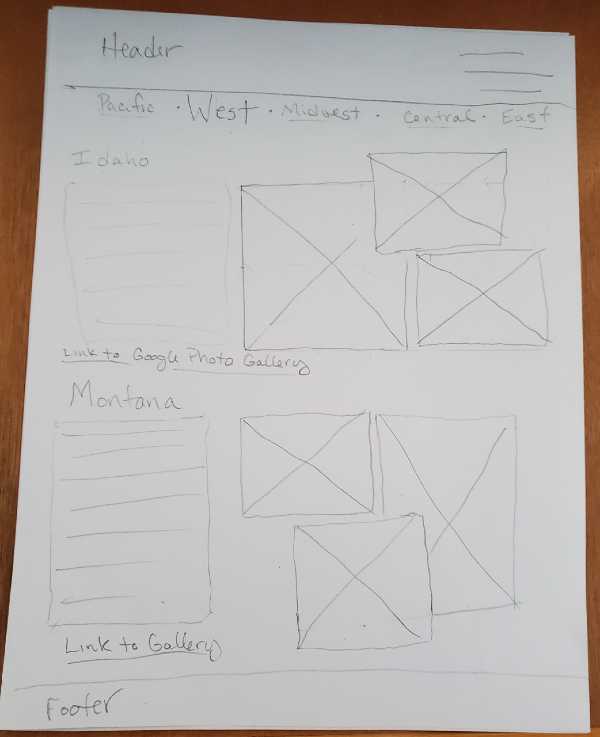 Header
Pacific · West · Midwest · Central · East
Idaho
Link to Google Photo Gallery
Montana
Link to Gallery
Footer